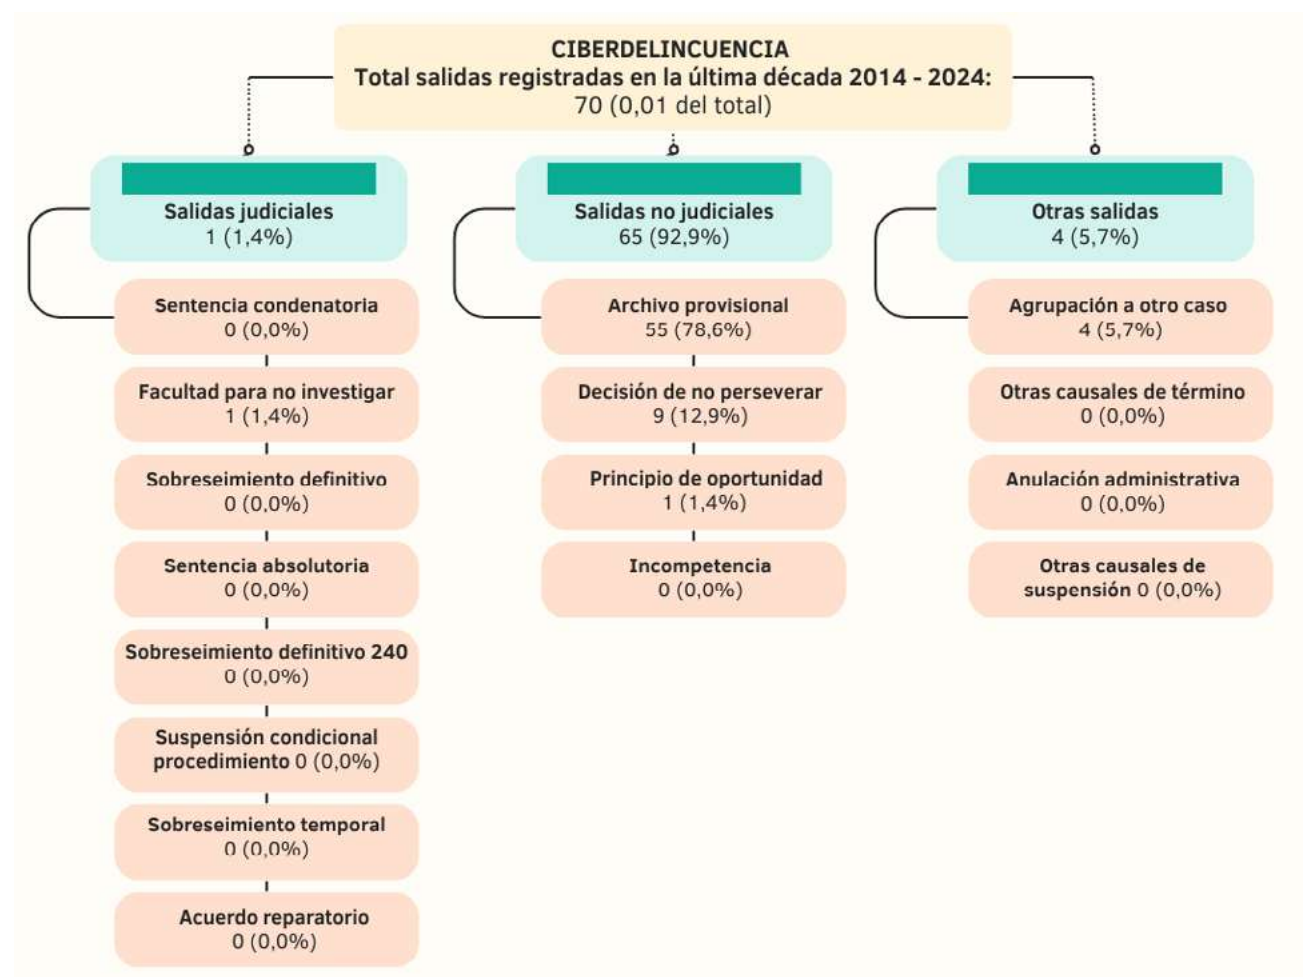 CIBERDELINCUENCIA
Total salidas registradas en la última década 2014 - 2024:
70 (0,01 del total)
Salidas judiciales
1 (1,4%)
Sentencia condenatoria
0 (0,0%)
Facultad para no investigar
1 (1,4%)
Sobreseimiento definitivo
0 (0,0%)
Sentencia absolutoria
0 (0,0%)
Sobreseimiento definitivo 240
0 (0,0%)
Suspensión condicional
procedimiento 0 (0,0%)
Sobreseimiento temporal
0 (0,0%)
Acuerdo reparatorio
0 (0,0%)
Salidas no judiciales
65 (92,9%)
Archivo provisional
55 (78,6%)
Decisión de no perseverar
9 (12,9%)
Principio de oportunidad
1 (1,4%)
Incompetencia
0 (0,0%)
Otras salidas
4 (5,7%)
Agrupación a otro caso
4 (5,7%)
Otras causales de término
0 (0,0%)
Anulación administrativa
0 (0,0%)
Otras causales de
suspensión 0 (0,0%)